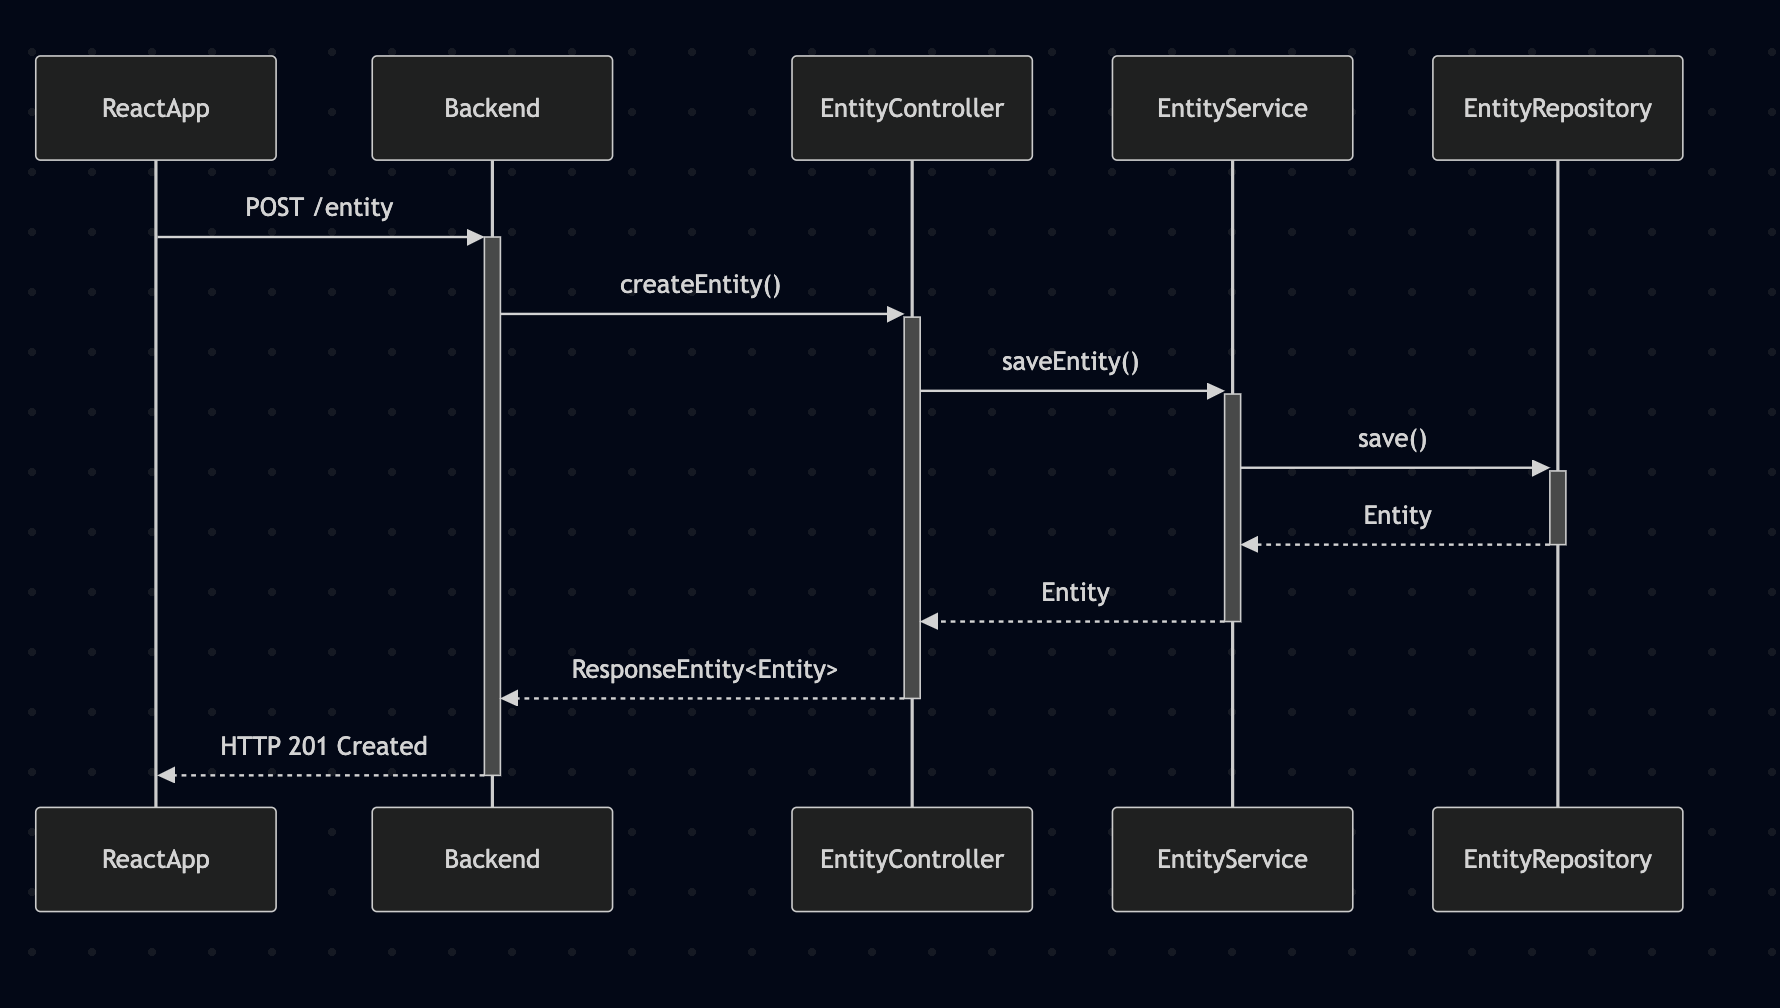 ReactApp
Backend
EntityController
EntityService
EntityRepository
POST /entity
createEntity()
saveEntity()
save()
Entity
Entity
ResponseEntity<Entity>
HTTP 201 Created
ReactApp
Backend
EntityController
EntityService
EntityRepository